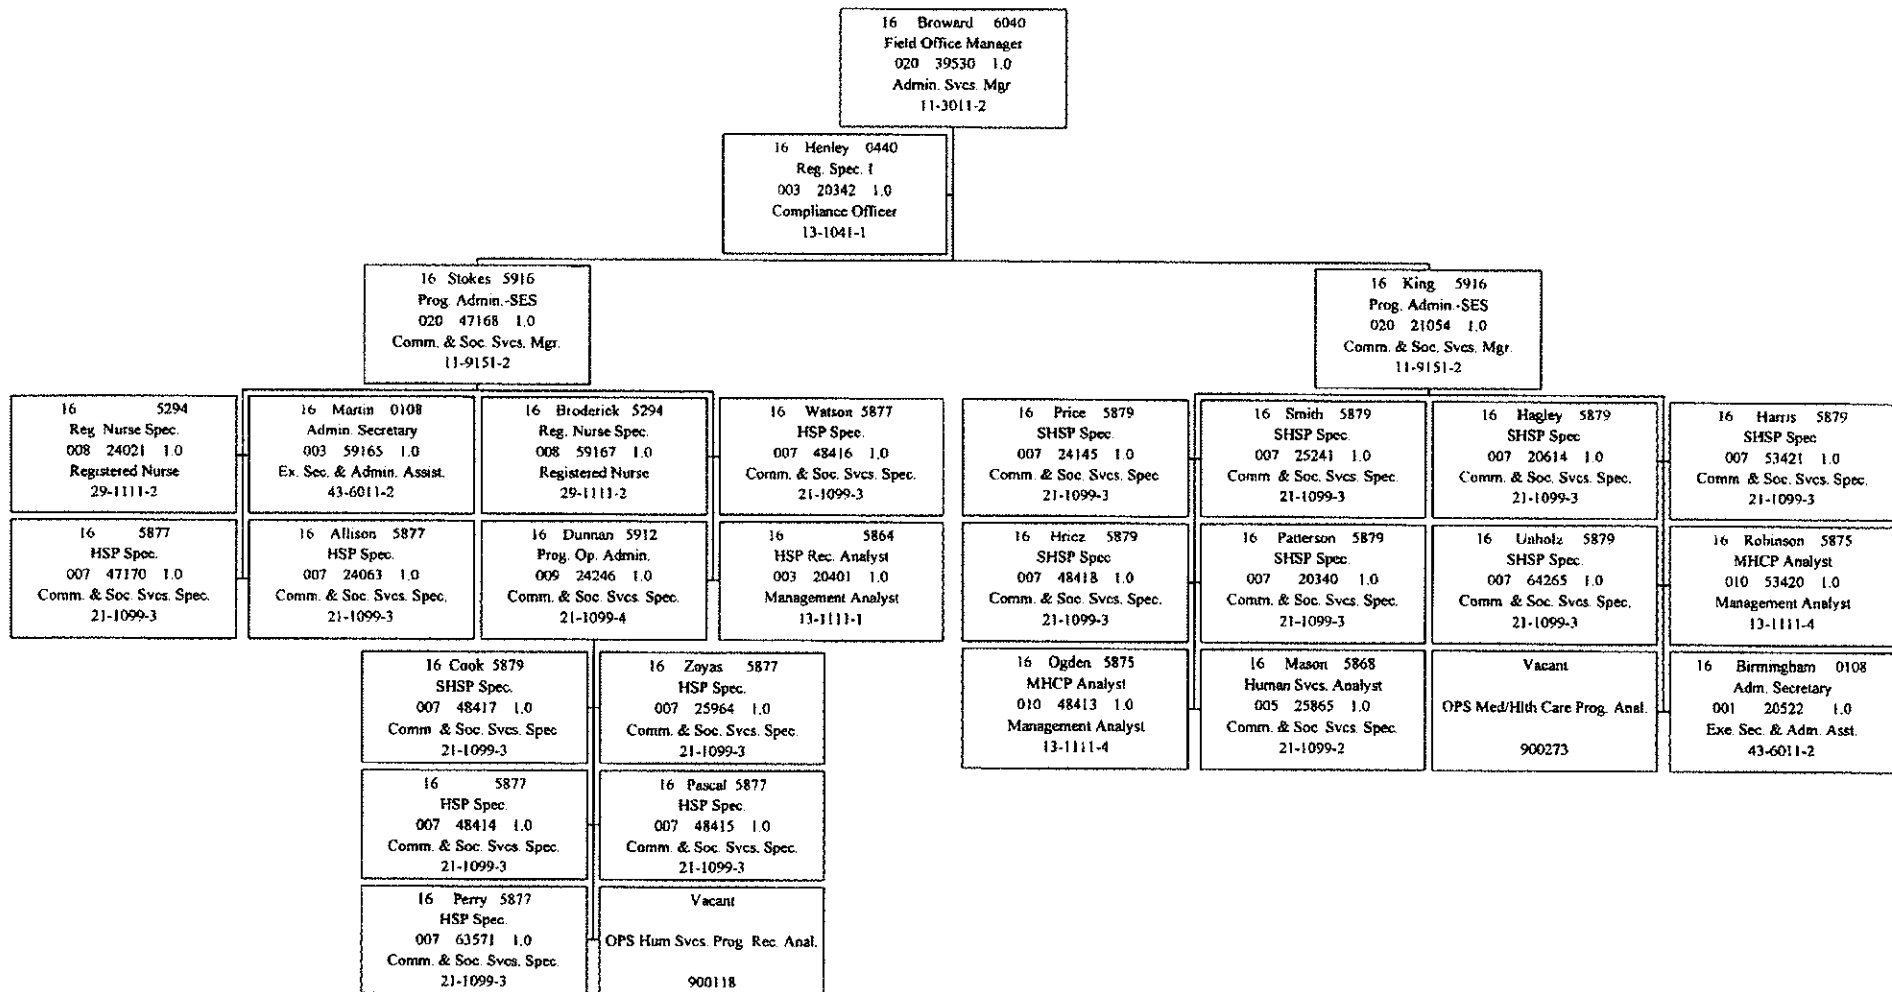 16 Broward 6040
Field Office Manager
020 39530 1.0
Admin. Svcs. Mgr
11-3011-2
16 Henley 0440
Reg. Spec. I
003 20342 1.0
Compliance Officer
13-1041-1
16 Stokes 5916
Prog. Admin.-SES
020 47168 1.0
Comm. & Soc. Svcs. Mgr.
11-9151-2
16 King 5916
Prog. Admin.-SES
020 21054 1.0
Comm. & Soc. Svcs. Mgr.
11-9151-2
16 5294
Reg. Nurse Spec.
008 24021 1.0
Registered Nurse
29-1111-2
16 Martin 0108
Admin. Secretary
003 59165 1.0
Ex. Sec. & Admin. Assist.
43-6011-2
16 Broderick 5294
Reg. Nurse Spec.
008 59167 1.0
Registered Nurse
29-1111-2
16 Watson 5877
HSP Spec.
007 48416 1.0
Comm. & Soc. Svcs. Spec.
21-1099-3
16 Price 5879
SHSP Spec.
007 24145 1.0
Comm. & Soc. Svcs. Spec
21-1099-3
16 Smith 5879
SHSP Spec.
007 25241 1.0
Comm. & Soc. Svcs. Spec.
21-1099-3
16 Hagley 5879
SHSP Spec
007 20614 1.0
Comm. & Soc. Svcs. Spec.
21-1099-3
16 Harris 5879
SHSP Spec
007 53421 1.0
Comm. & Soc. Svcs. Spec.
21-1099-3
16 5877
HSP Spec.
007 47170 1.0
Comm. & Soc. Svcs. Spec.
21-1099-3
16 Allison 5877
HSP Spec.
007 24063 1.0
Comm. & Soc. Svcs. Spec.
21-1099-3
16 Dunnan 5912
Prog. Op. Admin.
009 24246 1.0
Comm. & Soc. Svcs. Spec.
21-1099-4
16 5864
HSP Rec. Analyst
003 20401 1.0
Management Analyst
13-1111-1
16 Hricz 5879
SHSP Spec.
007 48418 1.0
Comm. & Soc. Svcs. Spec.
21-1099-3
16 Patterson 5879
SHSP Spec.
007 20340 1.0
Comm. & Soc. Svcs. Spec.
21-1099-3
16 Unholz 5879
SHSP Spec.
007 64265 1.0
Comm. & Soc. Svcs. Spec.
21-1099-3
16 Robinson 5875
MHCP Analyst
010 53420 1.0
Management Analyst
13-1111-4
16 Cook 5879
SHSP Spec.
007 48417 1.0
Comm. & Soc. Svcs. Spec
21-1099-3
16 Zoyas 5877
HSP Spec.
007 25964 1.0
Comm. & Soc. Svcs. Spec.
21-1099-3
16 Ogden 5875
MHCP Analyst
010 48413 1.0
Management Analyst
13-1111-4
16 Mason 5868
Human Svcs. Analyst
005 25865 1.0
Comm. & Soc. Svcs. Spec
21-1099-2
Vacant
OPS Med/Hlth Care Prog. Anal.
900273
16 Birmingham 0108
Adm. Secretary
001 20522 1.0
Exe. Sec. & Adm. Asst.
43-6011-2
16 5877
HSP Spec.
007 48414 1.0
Comm. & Soc. Svcs. Spec.
21-1099-3
16 Pascal 5877
HSP Spec.
007 48415 1.0
Comm. & Soc. Svcs. Spec.
21-1099-3
16 Perry 5877
HSP Spec.
007 63571 1.0
Comm. & Soc. Svcs. Spec.
21-1099-3
Vacant
OPS Hum Svcs. Prog. Rec. Anal.
900118